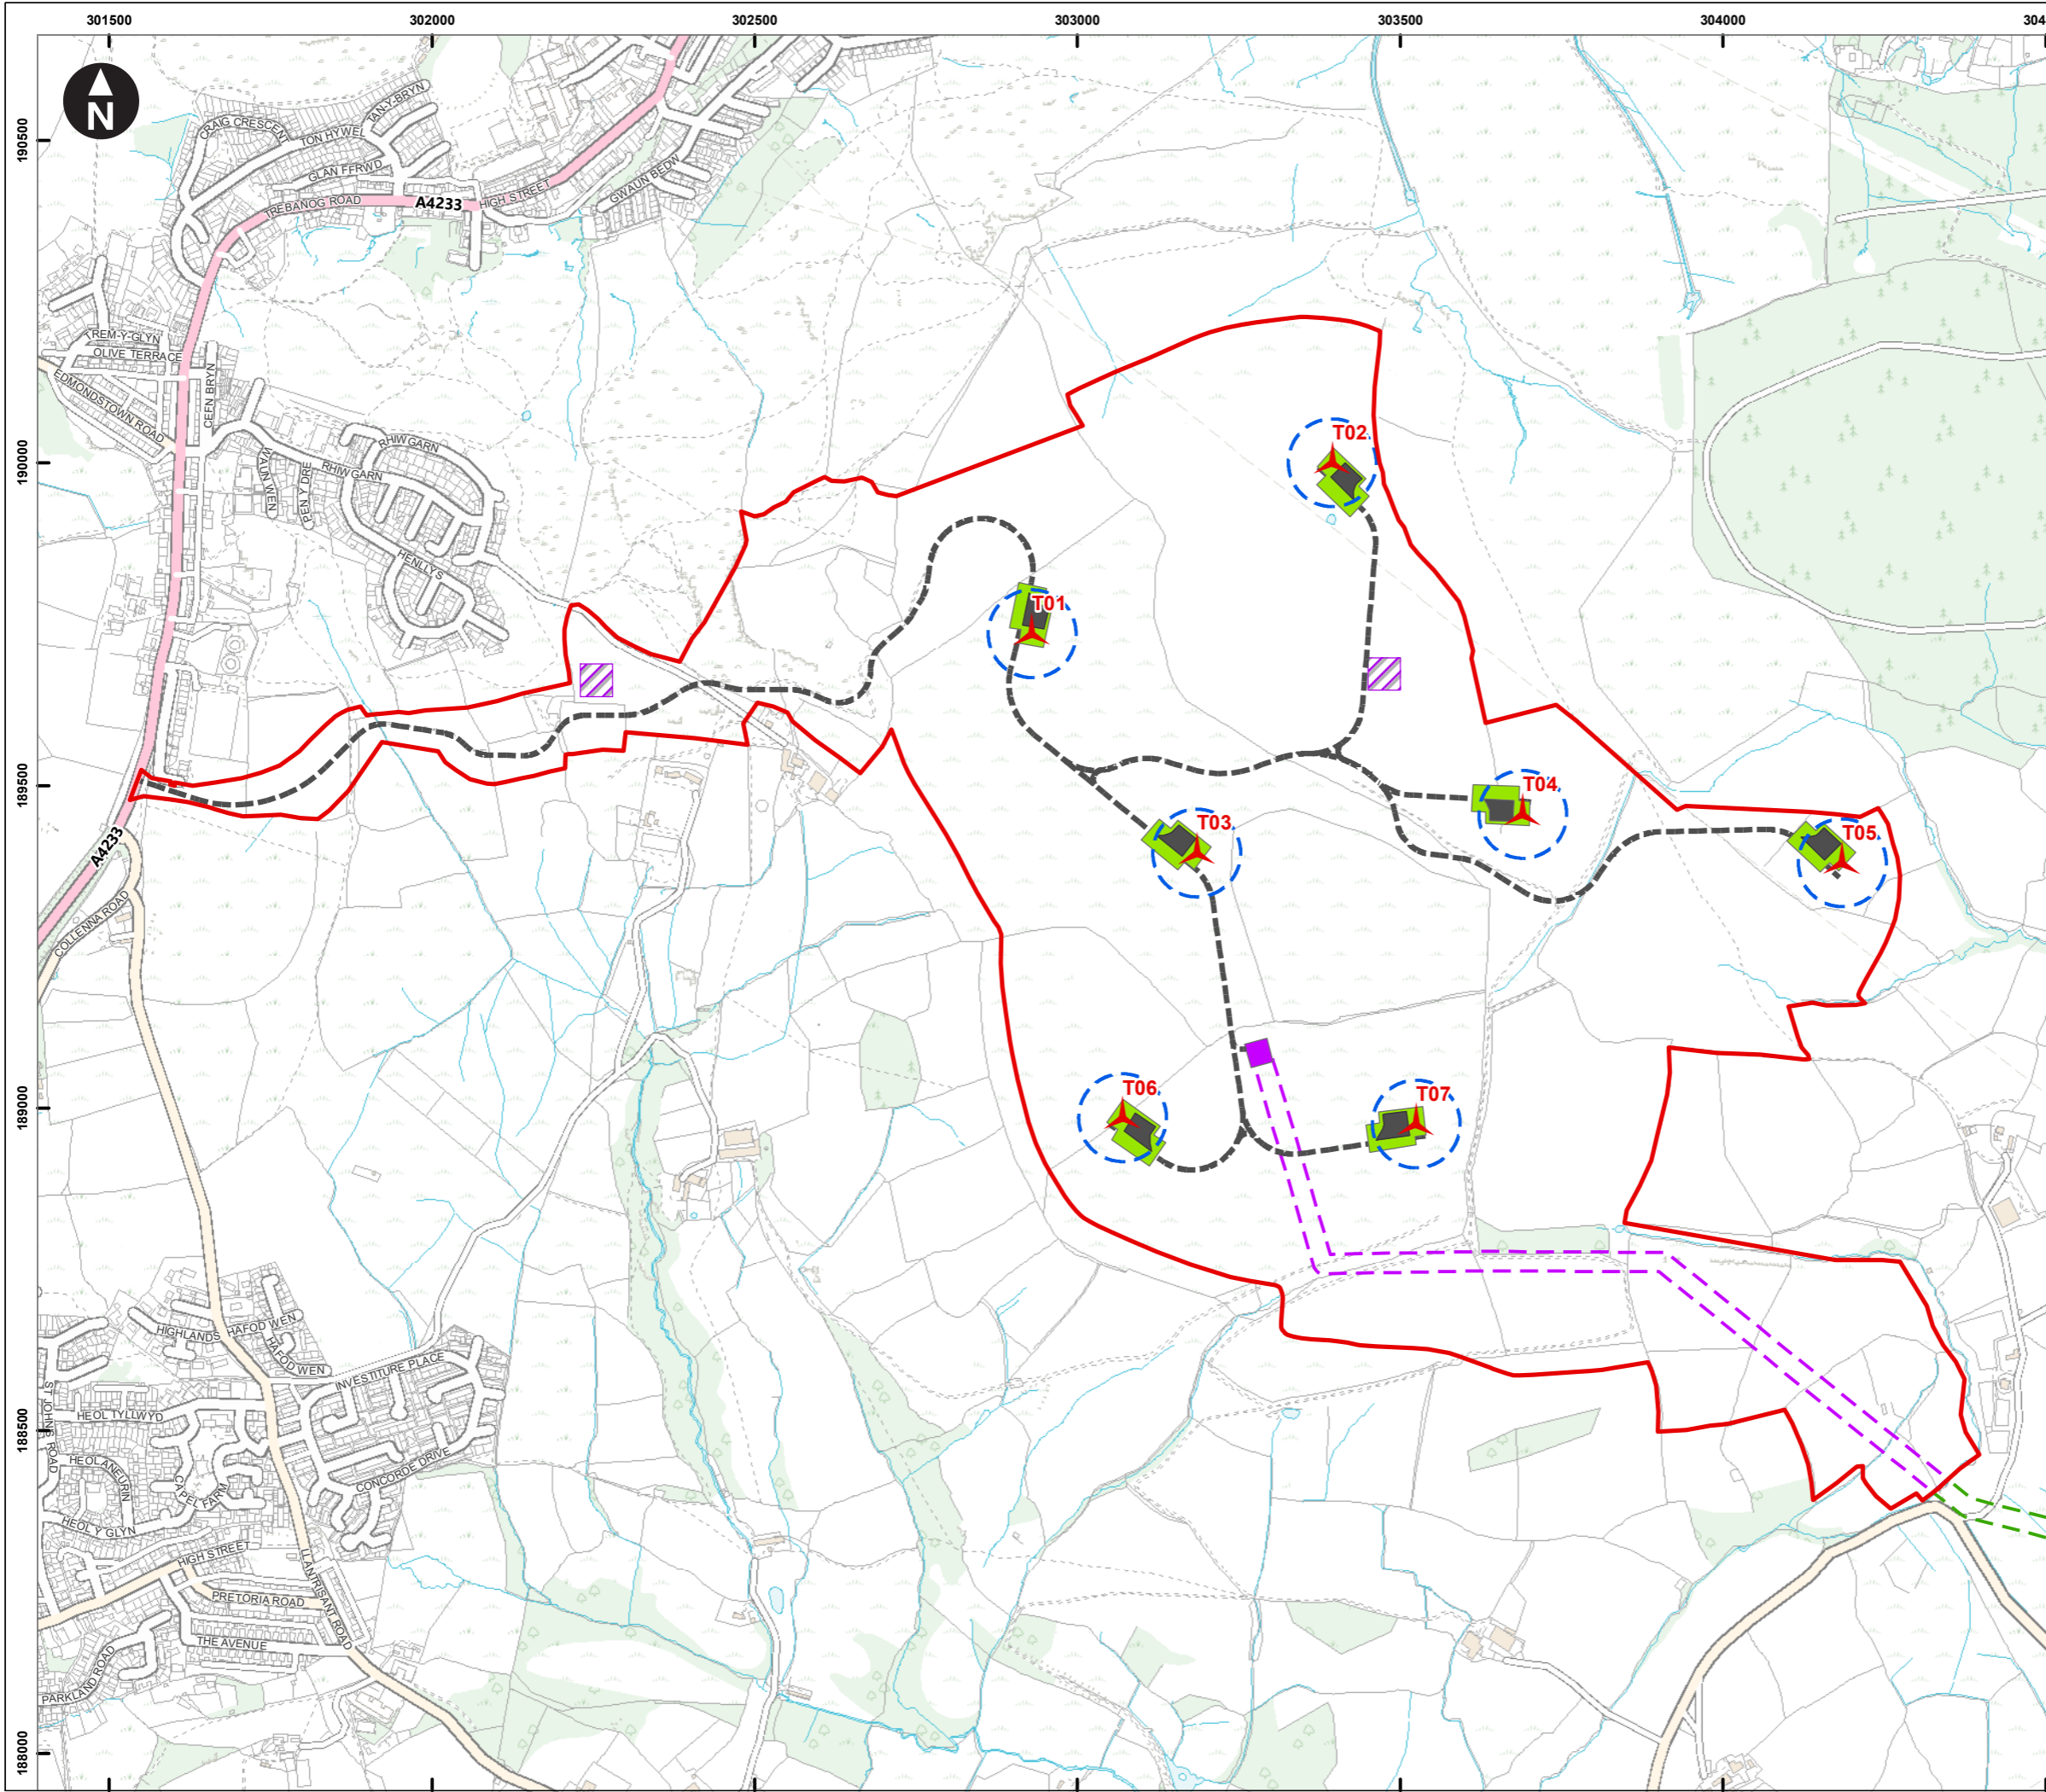 301500
302000
302500
303000
303500
304000
304
190500
190000
189500
189000
188500
188000
N
CRAIG CRESCENT
TON HYWEL
TAN-Y-BRYN
GLAN FFRWD
TREBANOG ROAD
A4233
HIGH STREET
GWAUN BEDW
TREM-Y-GLYN
OLIVE TERRACE
EDMONDSTOWN ROAD
CEFN BRYN
RHIW GARN
RHIW GARN
WAUN WEN
PEN Y DRE
HENLLYS
T02
T01
T04
T03
T05
A4233
COLLENNA ROAD
T06
T07
HIGHLANDS
HAFOD WEN
HAFOD WEN
INVESTITURE PLACE
ST JOHNS ROAD
HEOL TYLLWYD
HEOL ANEURIN
CAPEL FARM
CONCORDE DRIVE
HEOL Y GLYN
HIGH STREET
LLANTRISANT ROAD
PRETORIA ROAD
THE AVENUE
PARKLAND ROAD